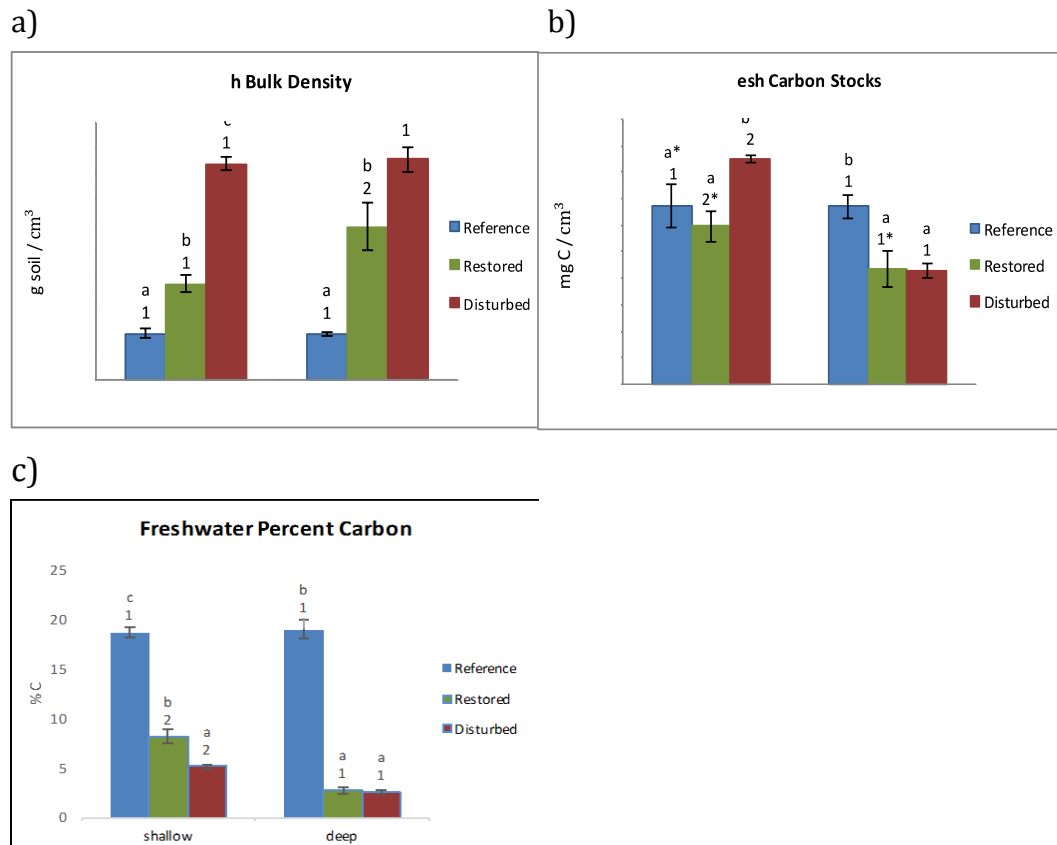 a)
b)
h Bulk Density
c
1
1
b
2
b
1
a
1
a
1
g soil / cm³
Reference
Restored
Disturbed
esh Carbon Stocks
b
2
a*
1
a
2*
b
1
a
1*
a
1
mg C / cm³
Reference
Restored
Disturbed
c)
Freshwater Percent Carbon
25
20
15
10
5
0
% C
c
1
b
2
a
2
b
1
a
1
a
1
shallow
deep
Reference
Restored
Disturbed